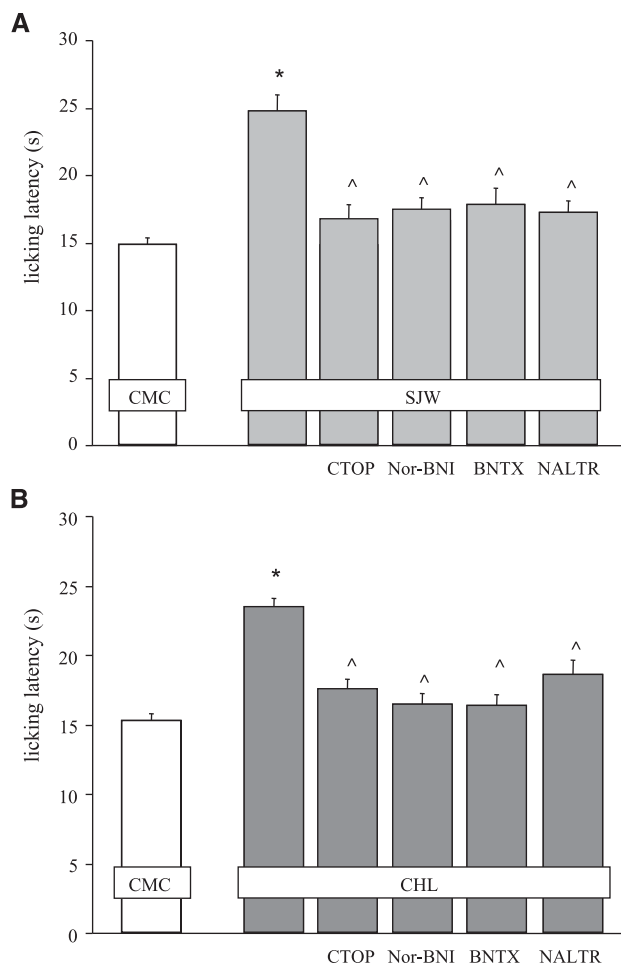 A
30
25
20
15
10
5
0
licking latency (s)
*
^ ^ ^ ^
CMC SJW
CTOP Nor-BNI BNTX NALTR
B
30
25
20
15
10
5
0
licking latency (s)
*
^ ^ ^ ^
CMC CHL
CTOP Nor-BNI BNTX NALTR